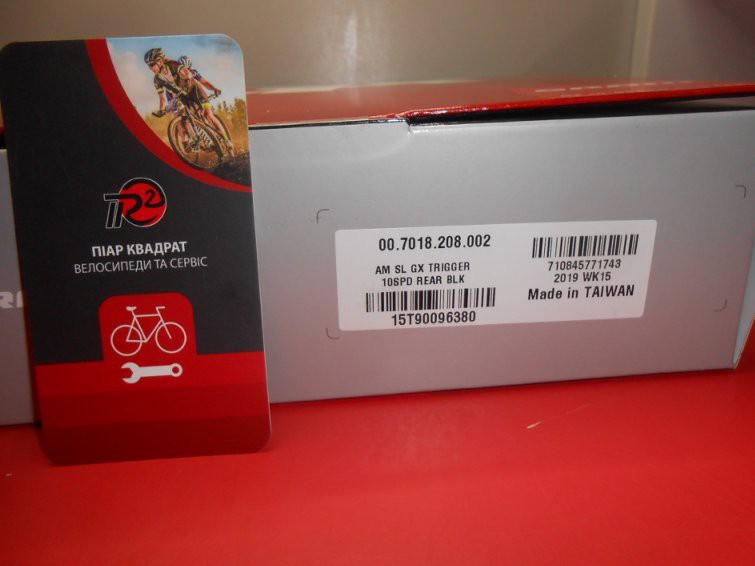 R2
ПІАР КВАДРАТ
ВЕЛОСИПЕДИ ТА СЕРВІС
00.7018.208.002
AM SL GX TRIGGER
10SPD REAR BLK
15T90096380
710845771743
2019 WK15
Made in TAIWAN